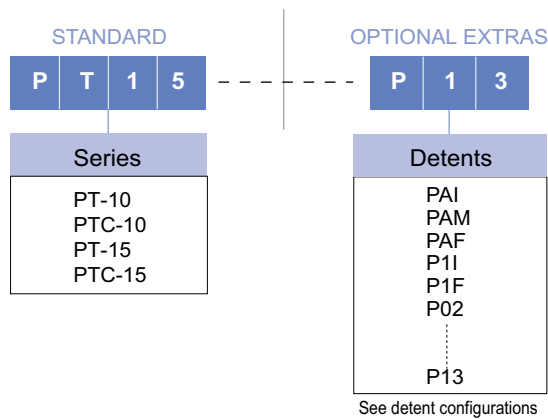 STANDARD
OPTIONAL EXTRAS
P T 1 5
P 1 3
Series
PT-10
PTC-10
PT-15
PTC-15
Detents
PAI
PAM
PAF
P1I
P1F
P02
P13
See detent configurations